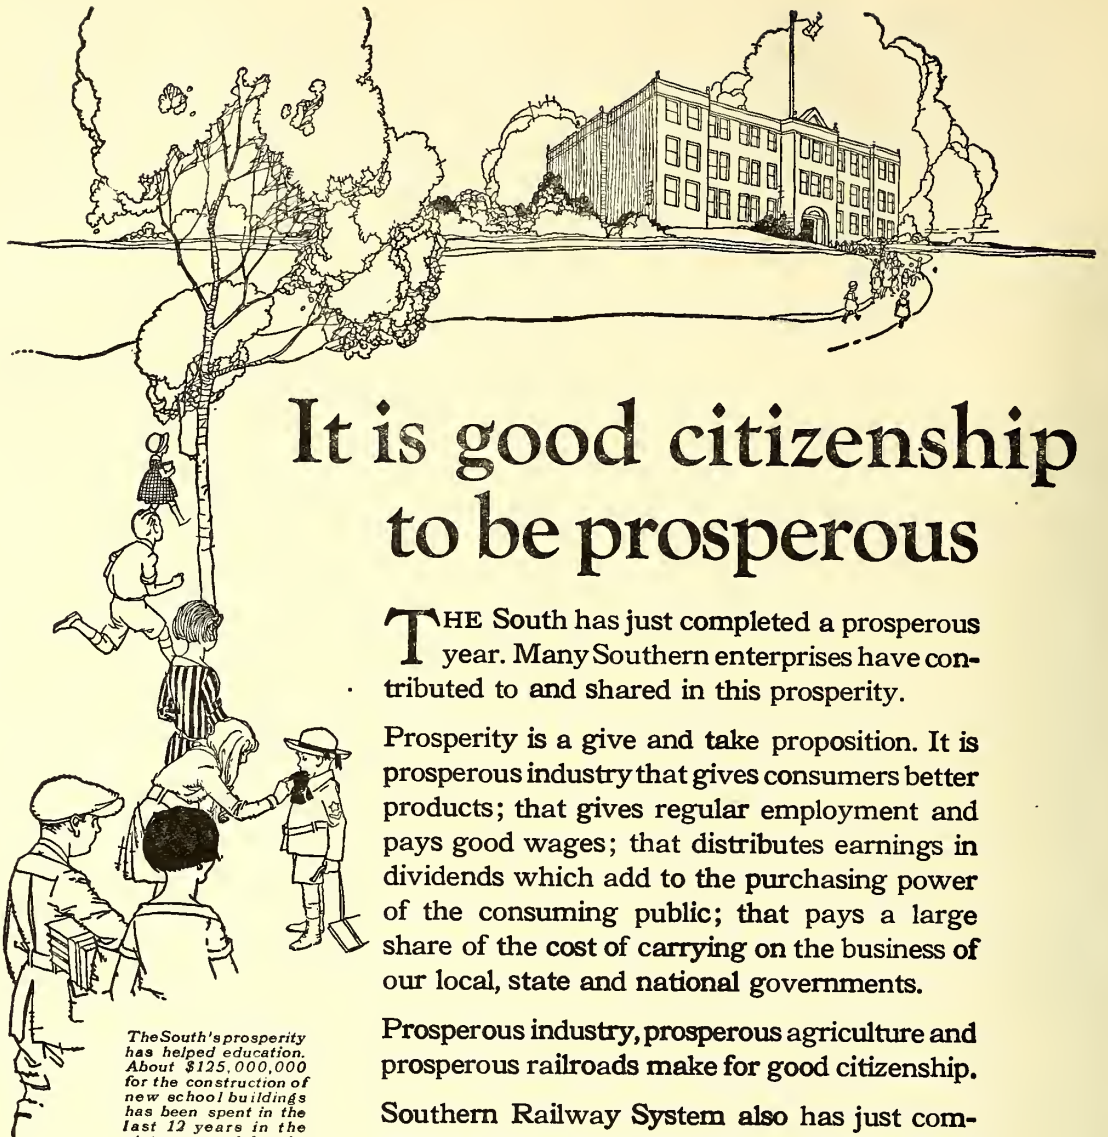 It is good citizenship
to be prosperous
THE South has just completed a prosperous
year. Many Southern enterprises have con-
tributed to and shared in this prosperity.
Prosperity is a give and take proposition. It is
prosperous industry that gives consumers better
products; that gives regular employment and
pays good wages; that distributes earnings in
dividends which add to the purchasing power
of the consuming public; that pays a large
share of the cost of carrying on the business of
our local, state and national governments.
Prosperous industry, prosperous agriculture and
prosperous railroads make for good citizenship.
Southern Railway System also has just com-
The South's prosperity
has helped education.
About $125,000,000
for the construction of
new school buildings
has been spent in the
last 12 years in the